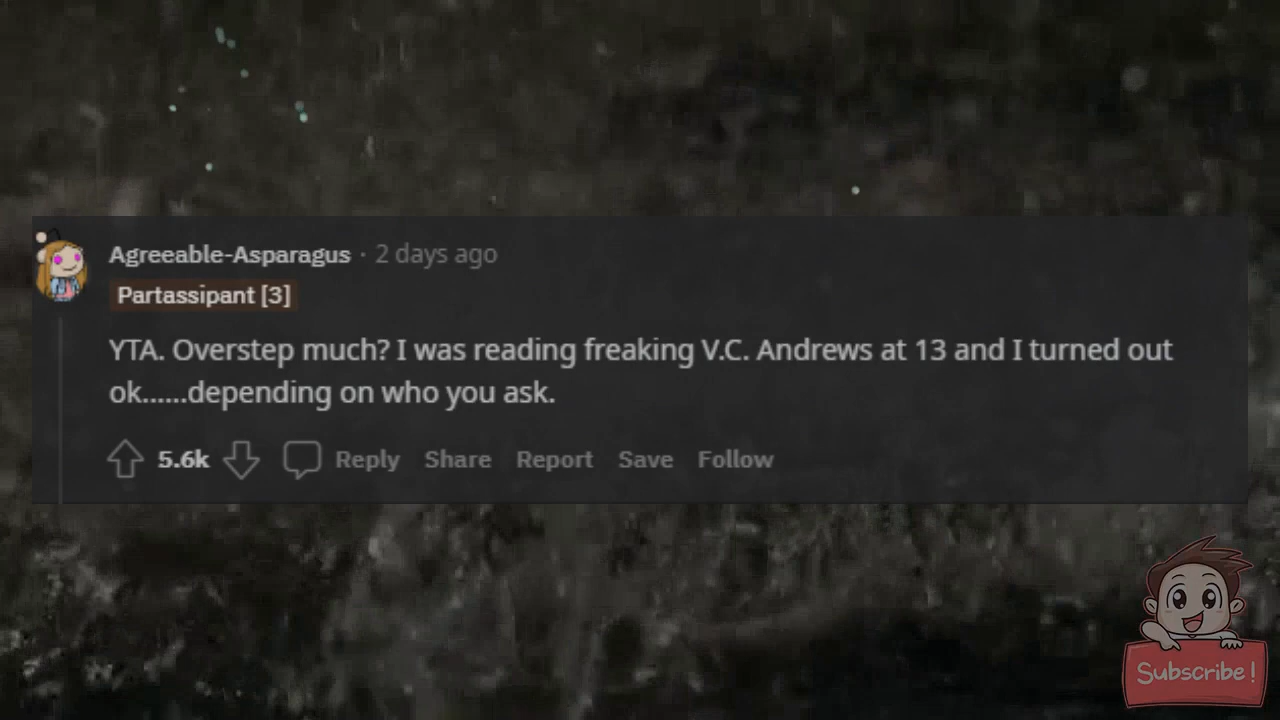 Agreeable-Asparagus · 2 days ago
Partassipant [3]
YTA. Overstep much? I was reading freaking V.C. Andrews at 13 and I turned out
ok......depending on who you ask.
5.6k Reply Share Report Save Follow
Subscribe!